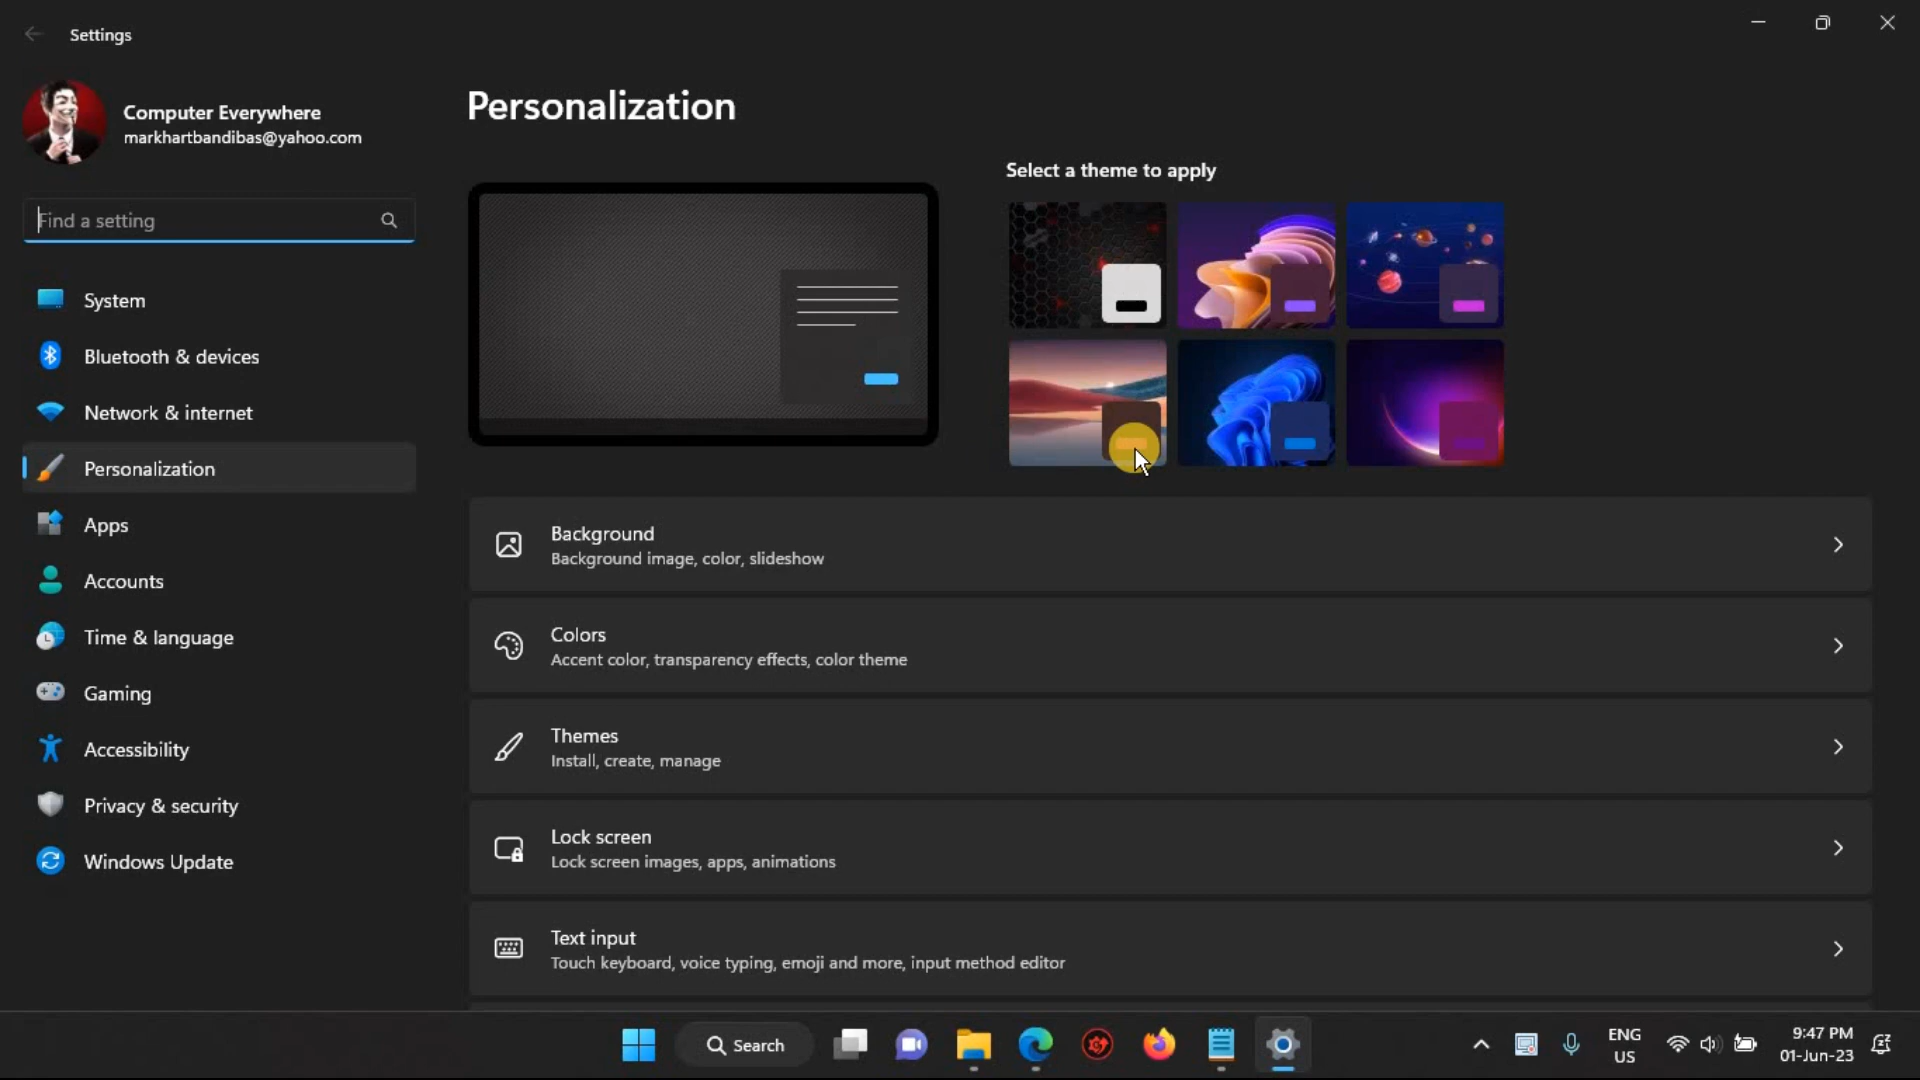 Settings
Computer Everywhere
markhartbandibas@yahoo.com
Find a setting
System
Bluetooth & devices
Network & internet
Personalization
Apps
Accounts
Time & language
Gaming
Accessibility
Privacy & security
Windows Update
Personalization
Select a theme to apply
Background
Background image, color, slideshow
Colors
Accent color, transparency effects, color theme
Themes
Install, create, manage
Lock screen
Lock screen images, apps, animations
Text input
Touch keyboard, voice typing, emoji and more, input method editor
Search
ENG
US
9:47 PM
01-Jun-23